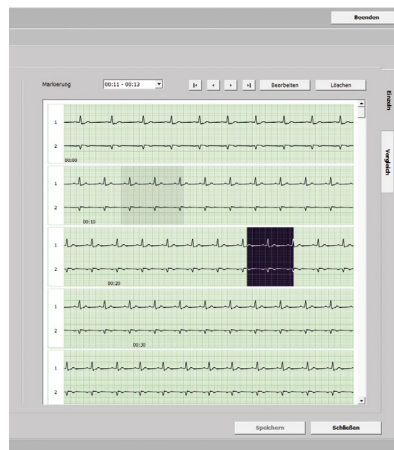 Beenden
Markierung 00:11 - 00:13 Bearbeiten Löschen
Einzeln
Vergleich
1
2
00:00
1
2
00:10
1
2
00:20
1
2
00:30
1
2
Speichern Schließen